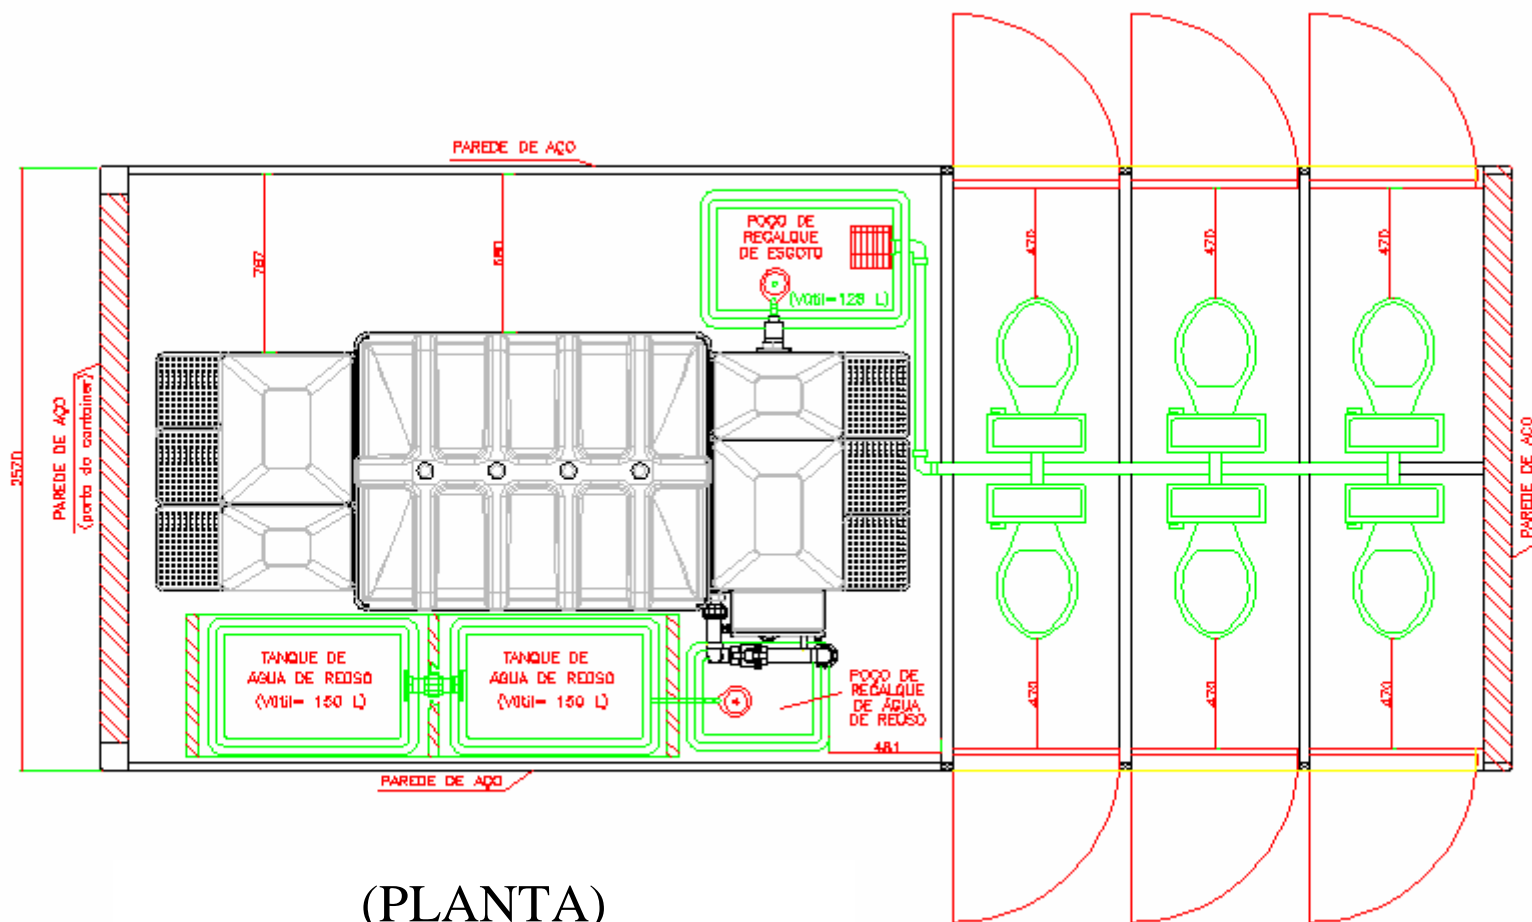 PAREDE DE AÇO
POÇO DE
RECALQUE
DE ESGOTO
(Vútil=128 L)
787
470
470
470
2570
PAREDE DE AÇO
(porta do container)
PAREDE DE AÇO
TANQUE DE
ÁGUA DE REÚSO
(Vútil= 150 L)
TANQUE DE
ÁGUA DE REÚSO
(Vútil= 150 L)
POÇO DE
RECALQUE
DE ÁGUA
DE REÚSO
481
470
470
470
PAREDE DE AÇO
(PLANTA)